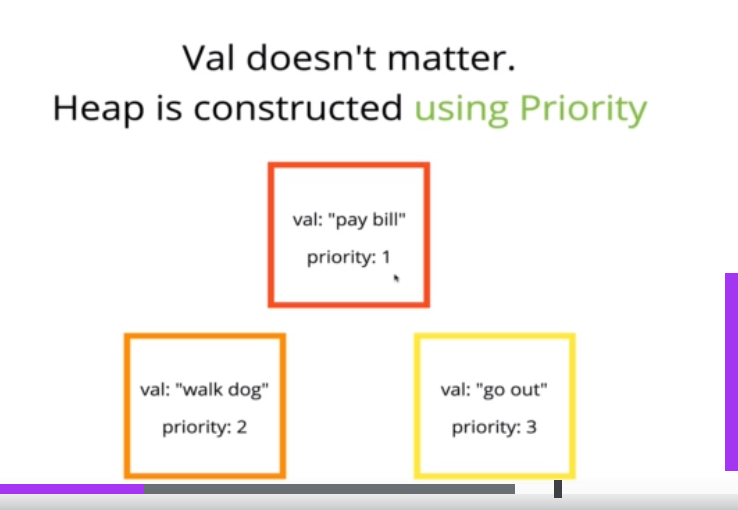 Val doesn't matter.
Heap is constructed using Priority
val: "pay bill"
priority: 1
val: "walk dog"
priority: 2
val: "go out"
priority: 3